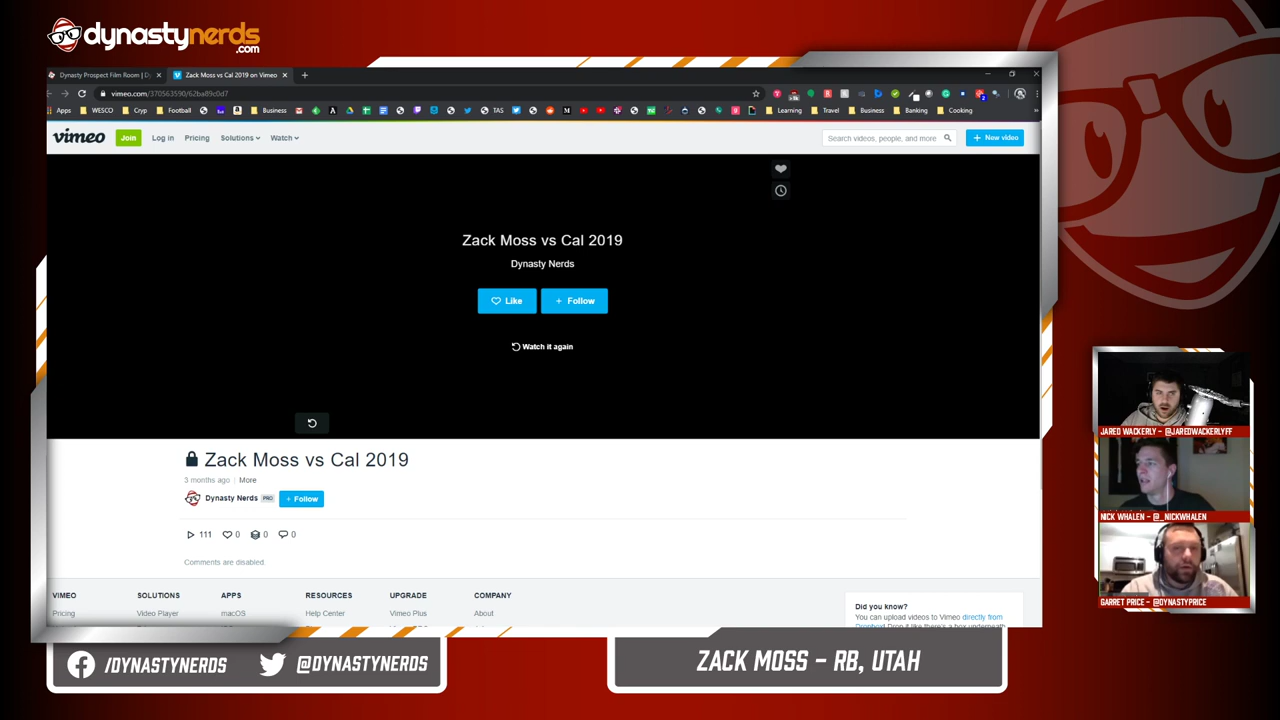 dynastynerds
.com
Dynasty Prospect Film Room | Dy
Zack Moss vs Cal 2019 on Vimeo
vimeo.com/370563590/62ba89c0d7
Apps WESCO Cryp Football Business TAS Learning Travel Business Banking Cooking
vimeo Join Log in Pricing Solutions Watch Search videos, people, and more New video
Zack Moss vs Cal 2019
Dynasty Nerds
Like + Follow
Watch it again
Zack Moss vs Cal 2019
3 months ago | More
Dynasty Nerds PRO + Follow
111 0 0 0
Comments are disabled.
VIMEO SOLUTIONS APPS RESOURCES UPGRADE COMPANY
Pricing Video Player macOS Help Center Vimeo Plus About
Did you know?
You can upload videos to Vimeo directly from
JARED WACKERLY - @JAREDWACKERLYFF
NICK WHALEN - @_NICKWHALEN
GARRET PRICE - @DYNASTYPRICE
/DYNASTYNERDS
@DYNASTYNERDS
ZACK MOSS - RB, UTAH